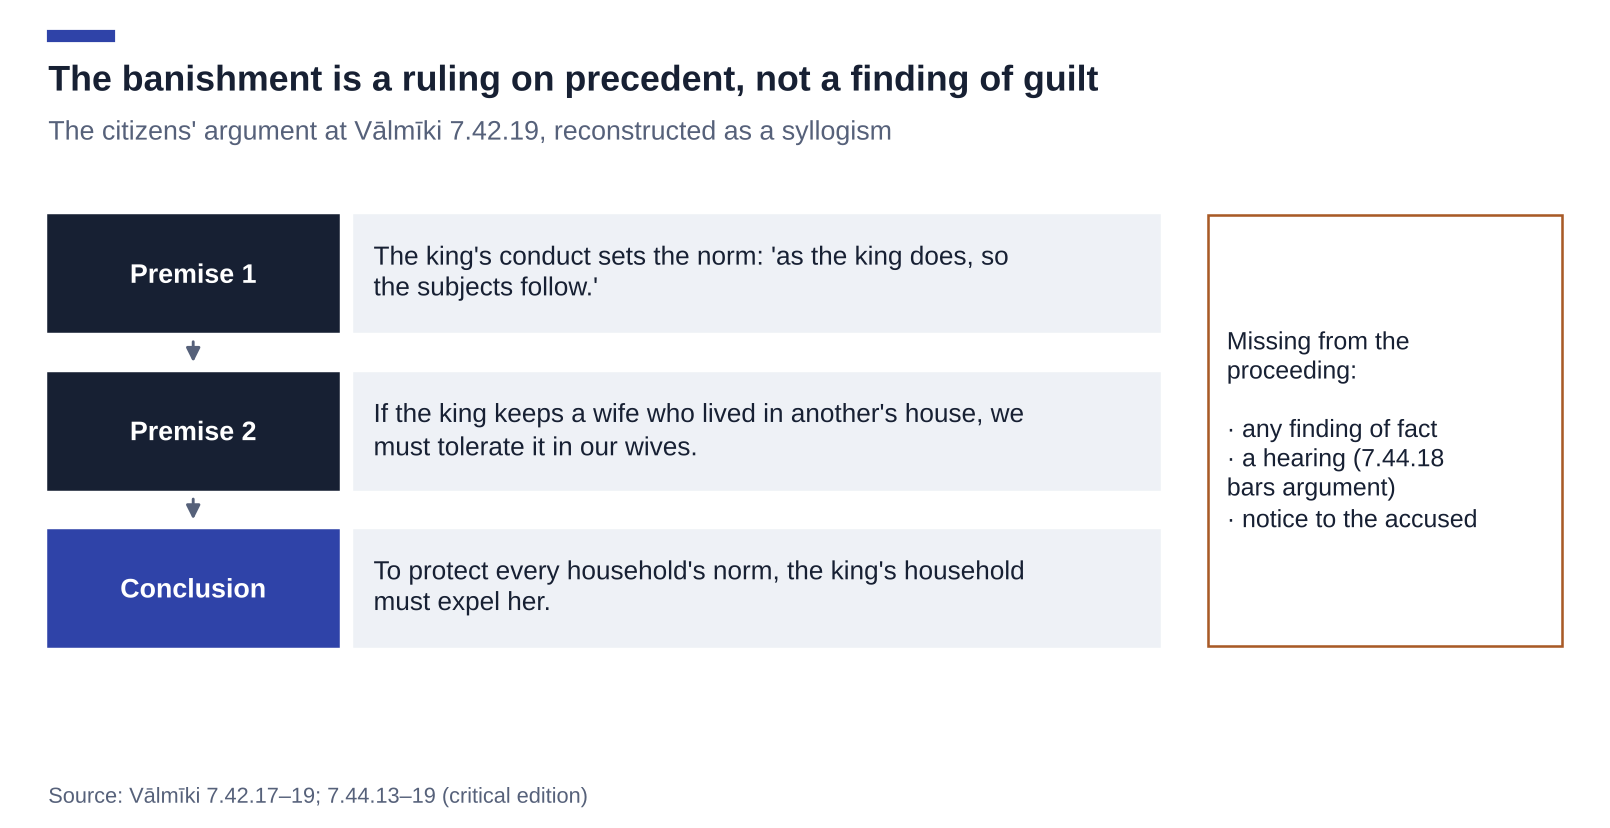 The banishment is a ruling on precedent, not a finding of guilt
The citizens' argument at Vālmīki 7.42.19, reconstructed as a syllogism
Premise 1
The king's conduct sets the norm: 'as the king does, so
the subjects follow.'
Premise 2
If the king keeps a wife who lived in another's house, we
must tolerate it in our wives.
Conclusion
To protect every household's norm, the king's household
must expel her.
Missing from the
proceeding:
· any finding of fact
· a hearing (7.44.18
bars argument)
· notice to the accused
Source: Vālmīki 7.42.17–19; 7.44.13–19 (critical edition)